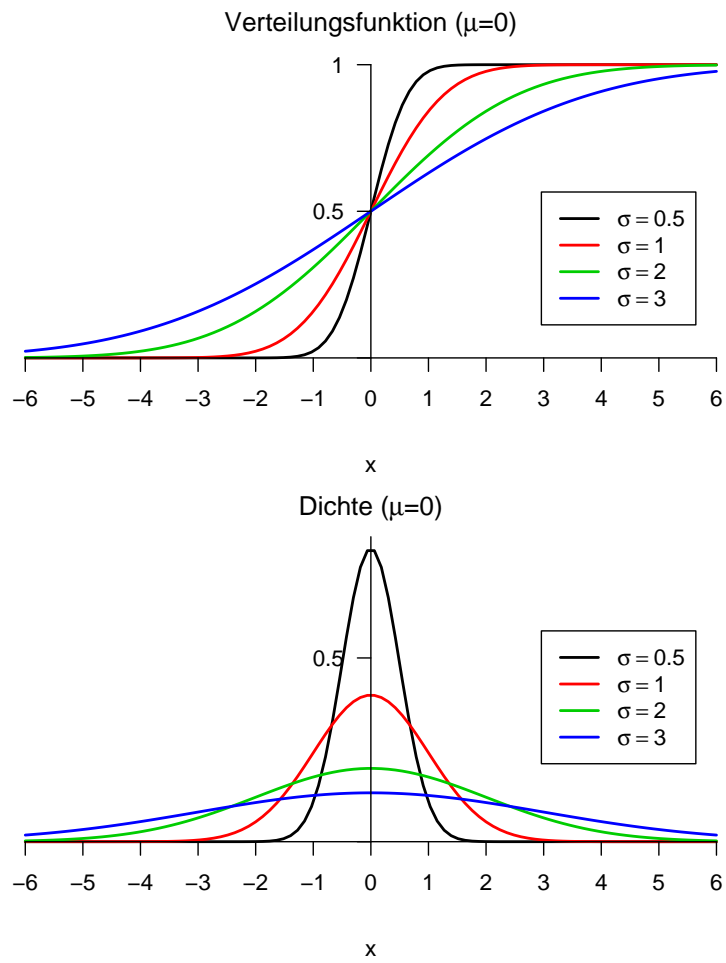 Verteilungsfunktion (μ=0)
1
0.5
σ = 0.5
σ = 1
σ = 2
σ = 3
−6 −5 −4 −3 −2 −1 0 1 2 3 4 5 6
x
Dichte (μ=0)
0.5
σ = 0.5
σ = 1
σ = 2
σ = 3
−6 −5 −4 −3 −2 −1 0 1 2 3 4 5 6
x